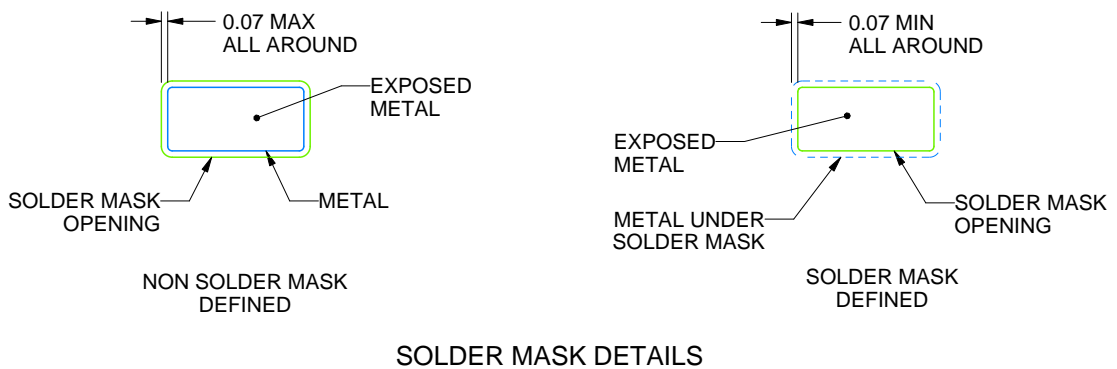 0.07 MAX
ALL AROUND
EXPOSED
METAL
SOLDER MASK
OPENING
METAL
NON SOLDER MASK
DEFINED
0.07 MIN
ALL AROUND
EXPOSED
METAL
METAL UNDER
SOLDER MASK
SOLDER MASK
OPENING
SOLDER MASK
DEFINED
SOLDER MASK DETAILS